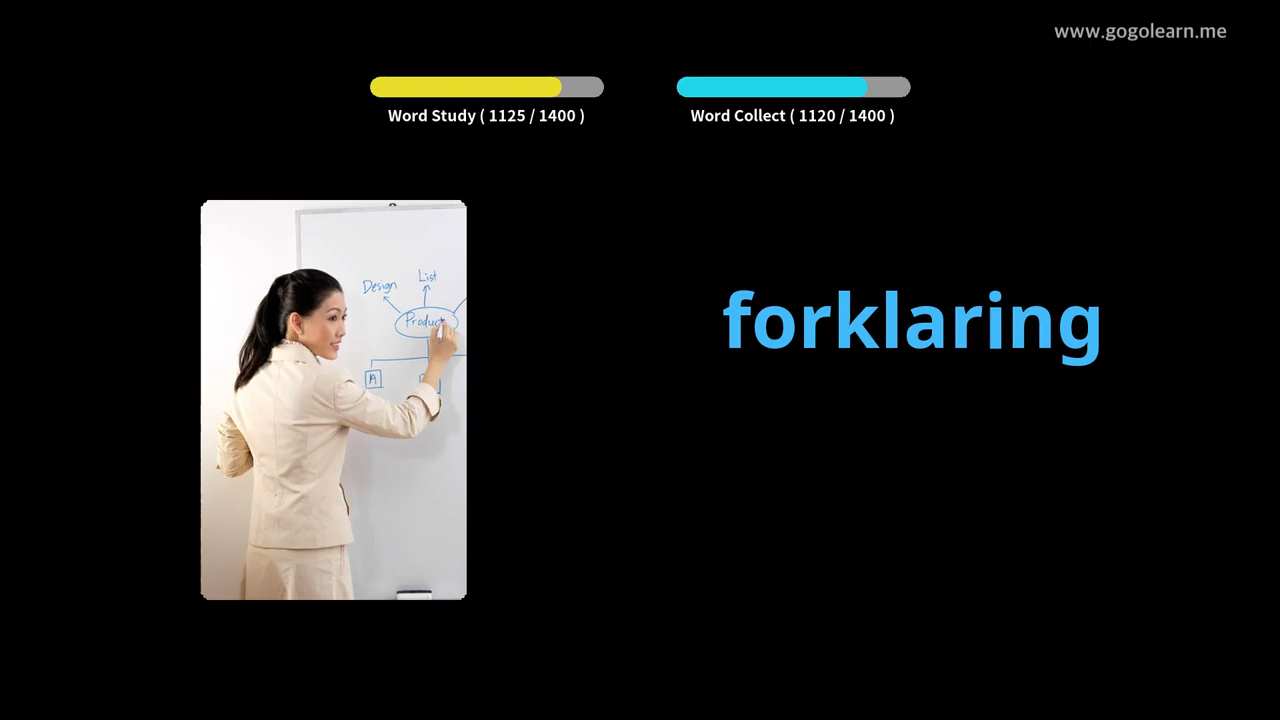 www.gogolearn.me
Word Study ( 1125 / 1400 )
Word Collect ( 1120 / 1400 )
forklaring
List
Design
Product
A